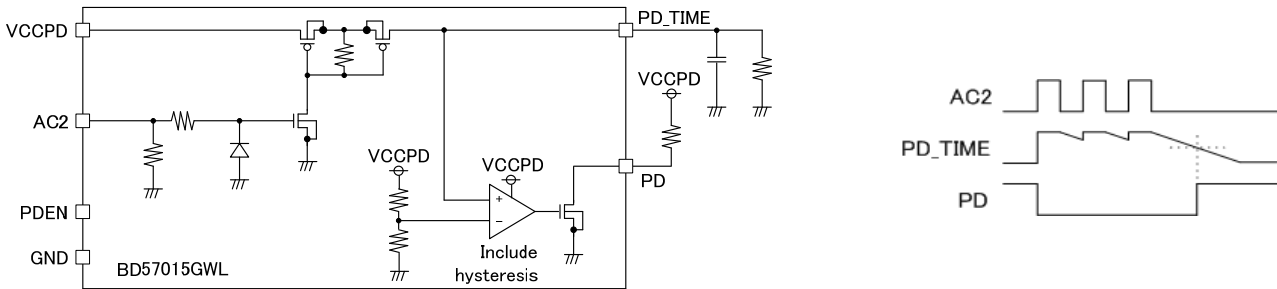 VCCPD
PD_TIME
VCCPD
AC2
VCCPD
VCCPD
PD
+
−
PDEN
Include
hysteresis
GND
BD57015GWL
AC2
PD_TIME
PD